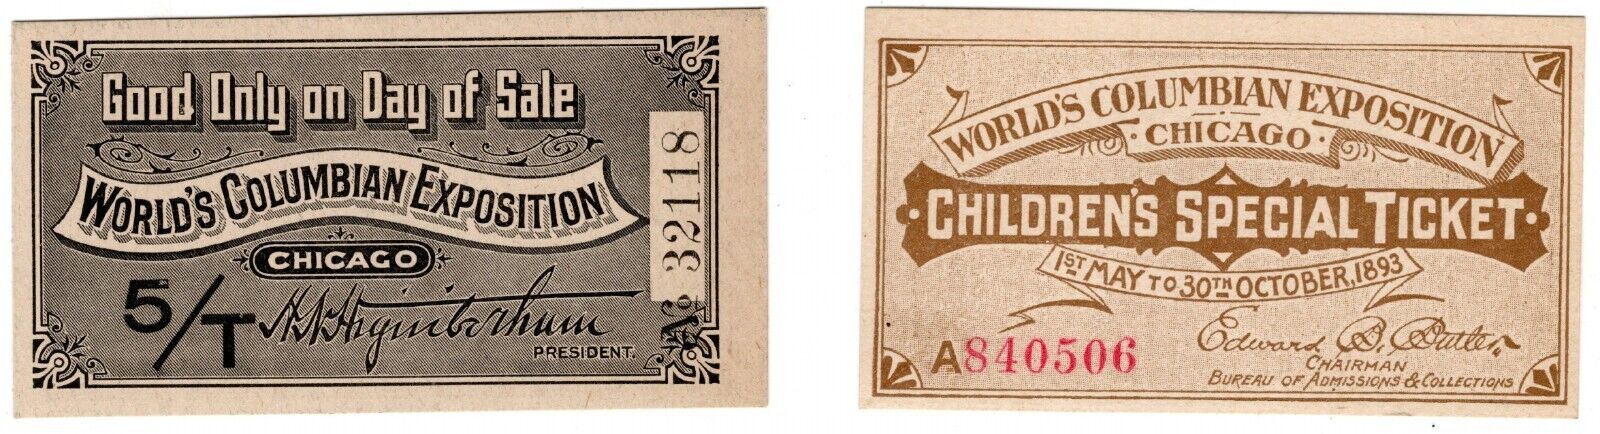 Good Only on Day of Sale
WORLD'S COLUMBIAN EXPOSITION
CHICAGO
5/T
H.N. Higinbotham
PRESIDENT.
No 32118
WORLD'S COLUMBIAN EXPOSITION
· CHICAGO ·
· CHILDREN'S SPECIAL TICKET ·
1ST MAY TO 30TH OCTOBER, 1893
A840506
Edward B. Butler
CHAIRMAN
BUREAU OF ADMISSIONS & COLLECTIONS